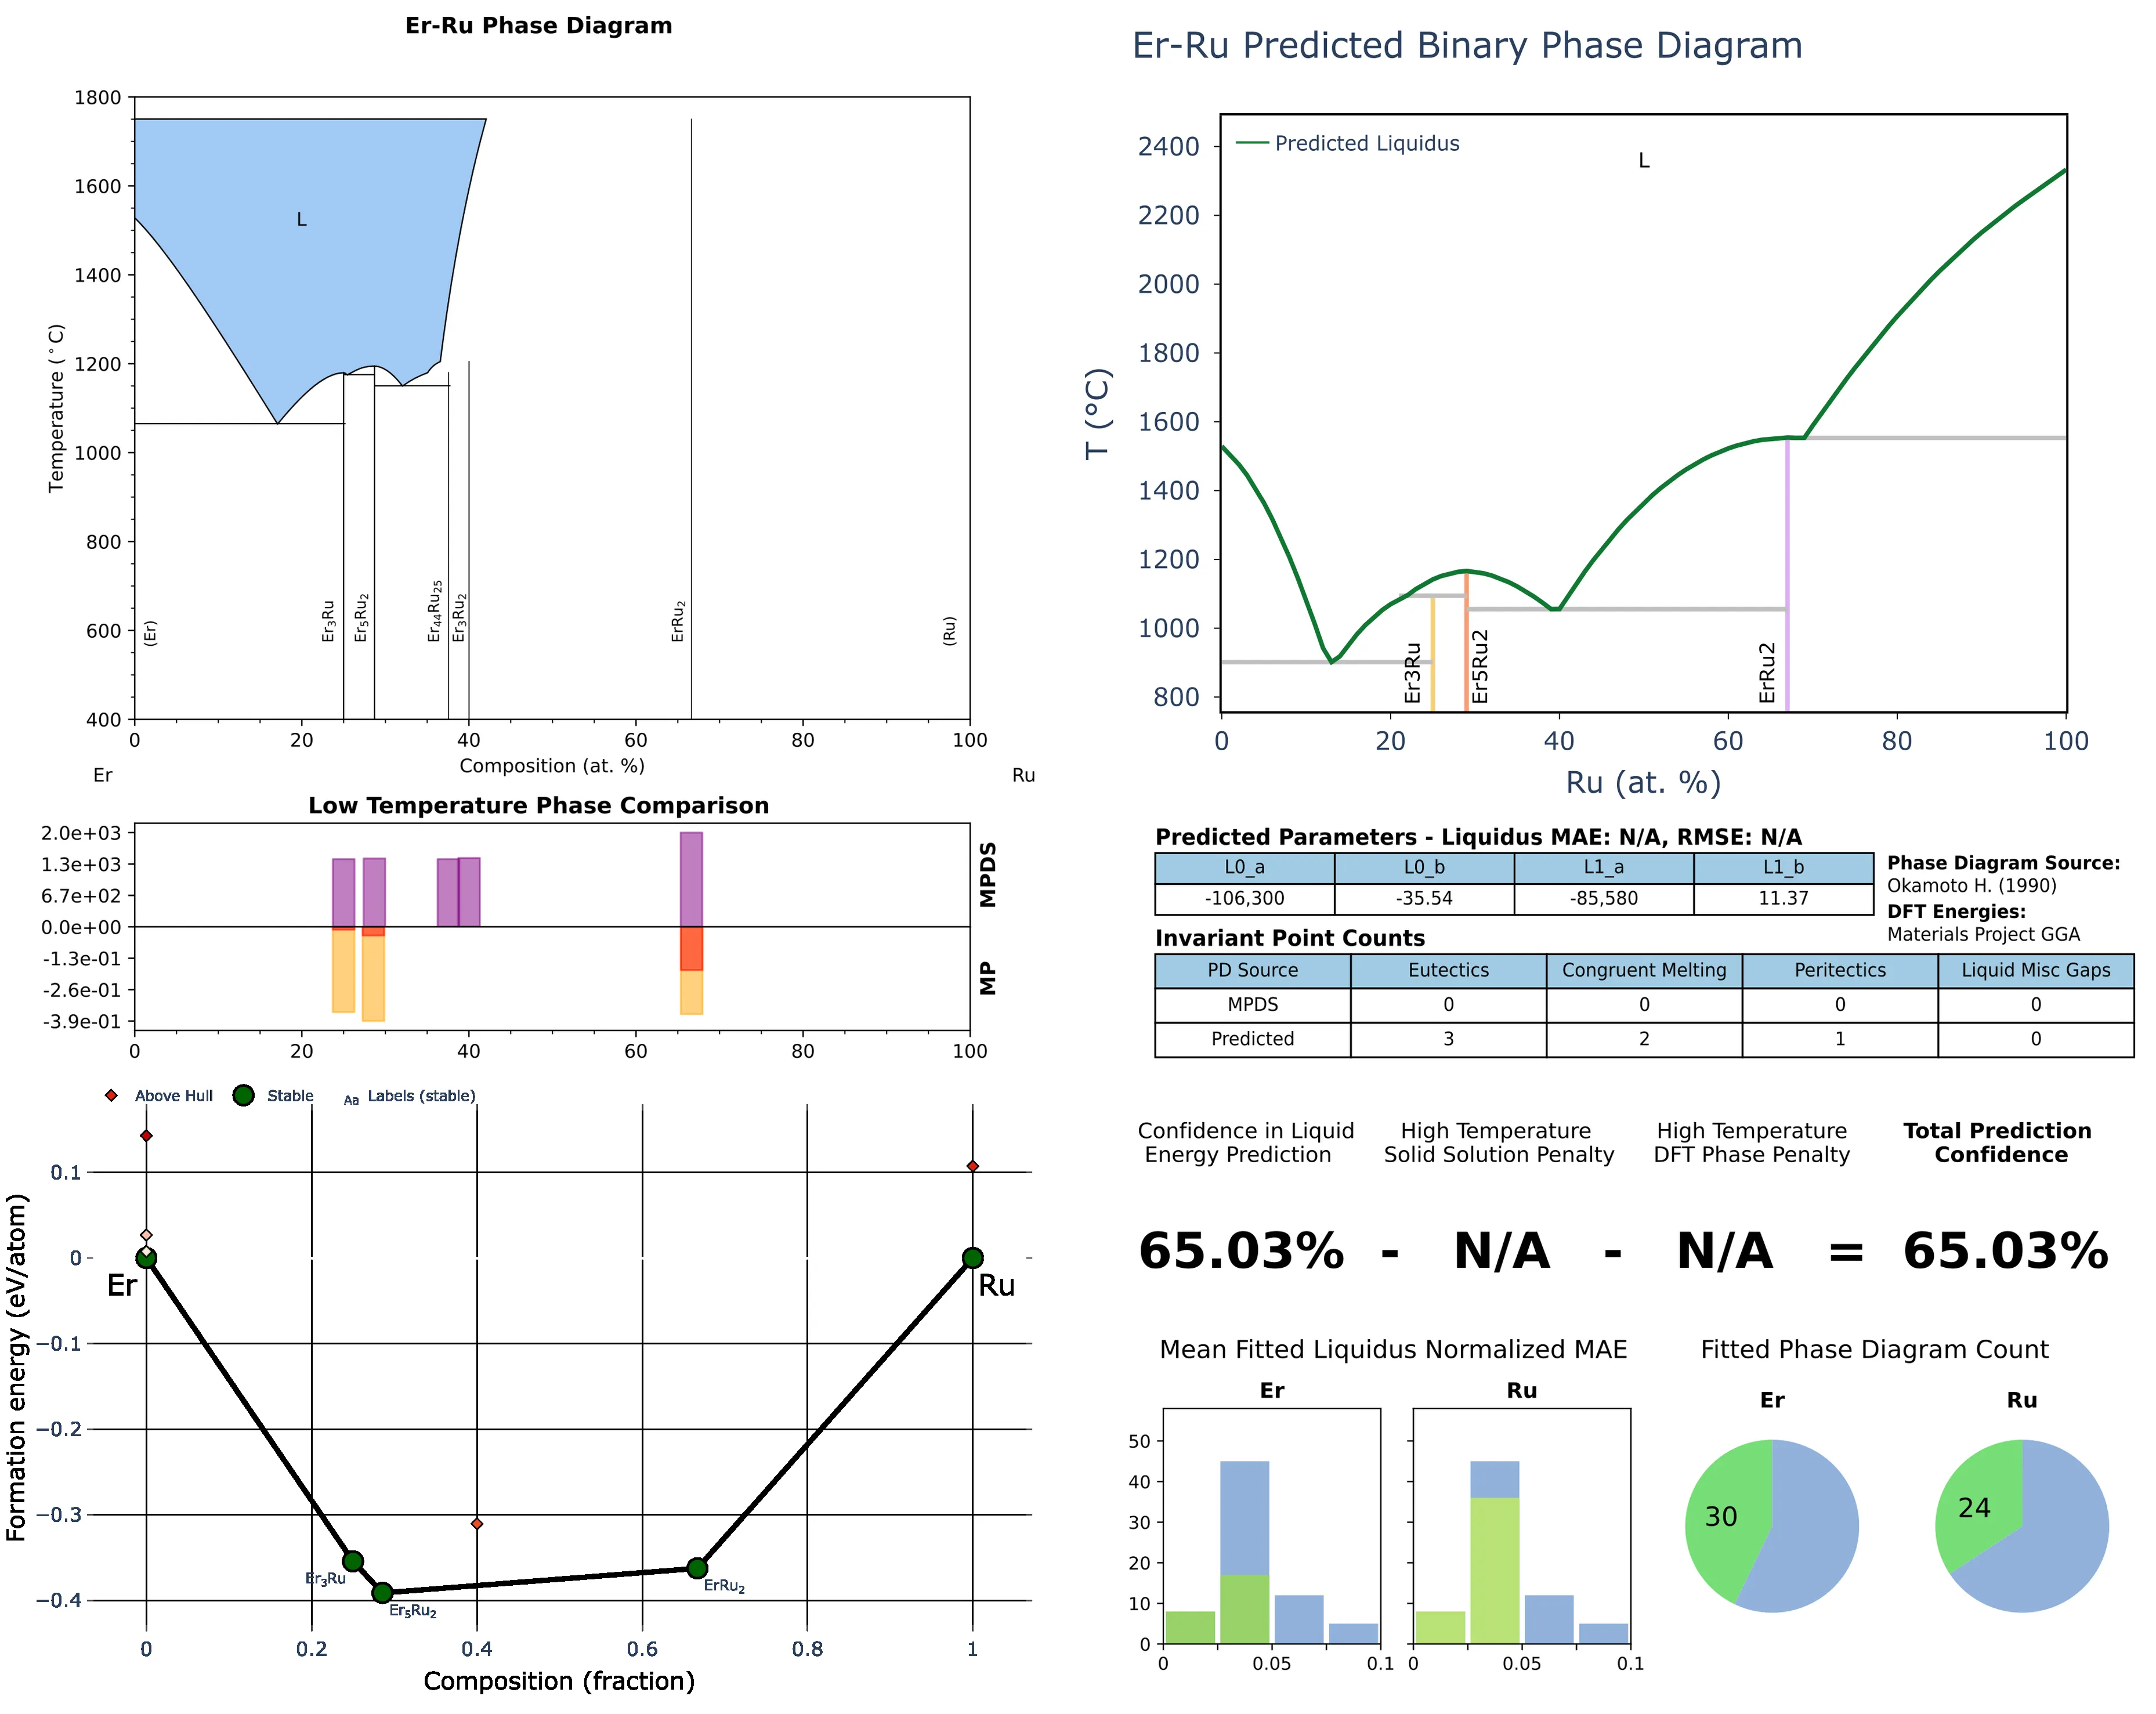 Er-Ru Phase Diagram
1800
1600
1400
1200
1000
800
600
400
Temperature (°C)
L
(Er)
Er3Ru
Er5Ru2
Er44Ru25
Er3Ru2
ErRu2
(Ru)
0 20 40 60 80 100
Composition (at. %)
Er Ru
Low Temperature Phase Comparison
2.0e+03
1.3e+03
6.7e+02
0.0e+00
-1.3e-01
-2.6e-01
-3.9e-01
MPDS
MP
0 20 40 60 80 100
Above Hull Stable Aa Labels (stable)
0.1
0
−0.1
−0.2
−0.3
−0.4
Formation energy (eV/atom)
Er
Ru
Er3Ru
Er5Ru2
ErRu2
0 0.2 0.4 0.6 0.8 1
Composition (fraction)
Er-Ru Predicted Binary Phase Diagram
Predicted Liquidus
L
2400
2200
2000
1800
1600
1400
1200
1000
800
T (°C)
Er3Ru
Er5Ru2
ErRu2
0 20 40 60 80 100
Ru (at. %)
Predicted Parameters - Liquidus MAE: N/A, RMSE: N/A
L0_a L0_b L1_a L1_b
-106,300 -35.54 -85,580 11.37
Phase Diagram Source:
Okamoto H. (1990)
DFT Energies:
Materials Project GGA
Invariant Point Counts
PD Source Eutectics Congruent Melting Peritectics Liquid Misc Gaps
MPDS 0 0 0 0
Predicted 3 2 1 0
Confidence in Liquid
Energy Prediction
High Temperature
Solid Solution Penalty
High Temperature
DFT Phase Penalty
Total Prediction
Confidence
65.03% - N/A - N/A = 65.03%
Mean Fitted Liquidus Normalized MAE
Er Ru
50
40
30
20
10
0
0 0.05 0.1
0 0.05 0.1
Fitted Phase Diagram Count
Er Ru
30
24